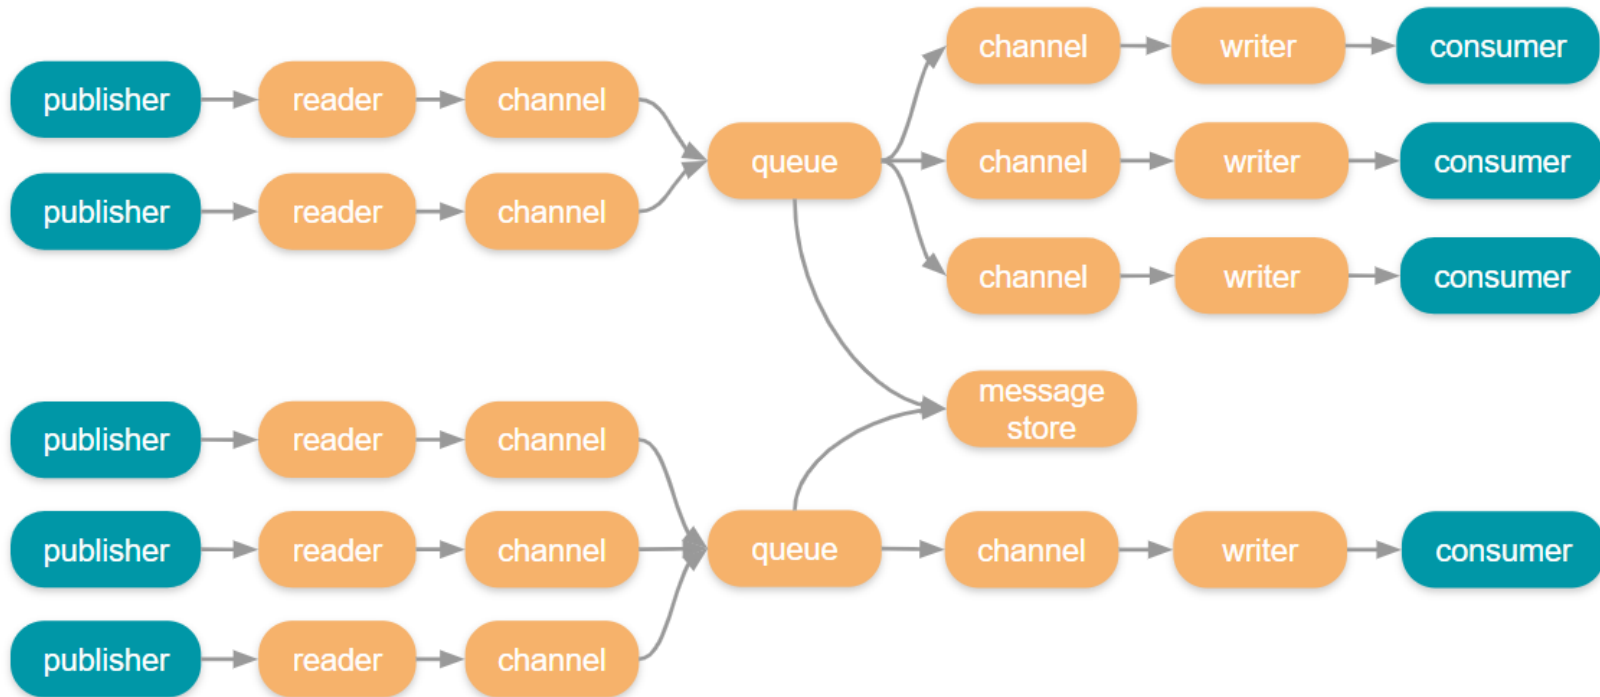 channel
writer
consumer
publisher
reader
channel
queue
channel
writer
consumer
publisher
reader
channel
channel
writer
consumer
message
store
publisher
reader
channel
publisher
reader
channel
queue
channel
writer
consumer
publisher
reader
channel